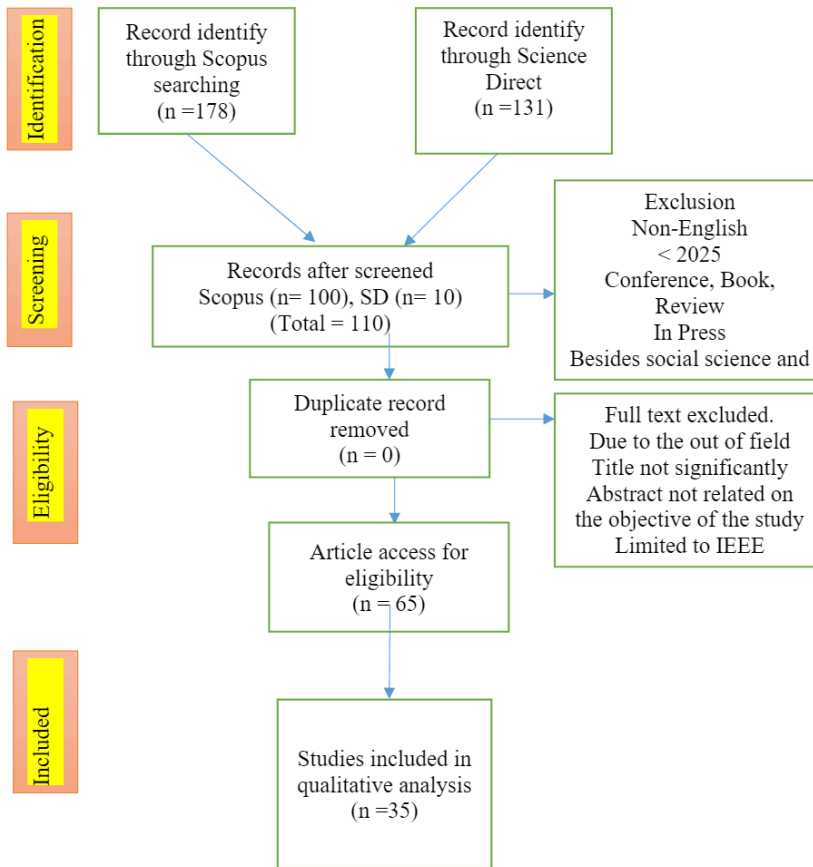 Identification
Record identify
through Scopus
searching
(n =178)
Record identify
through Science
Direct
(n =131)
Screening
Records after screened
Scopus (n= 100), SD (n= 10)
(Total = 110)
Exclusion
Non-English
< 2025
Conference, Book,
Review
In Press
Besides social science and
Eligibility
Duplicate record
removed
(n = 0)
Full text excluded.
Due to the out of field
Title not significantly
Abstract not related on
the objective of the study
Limited to IEEE
Article access for
eligibility
(n = 65)
Included
Studies included in
qualitative analysis
(n =35)